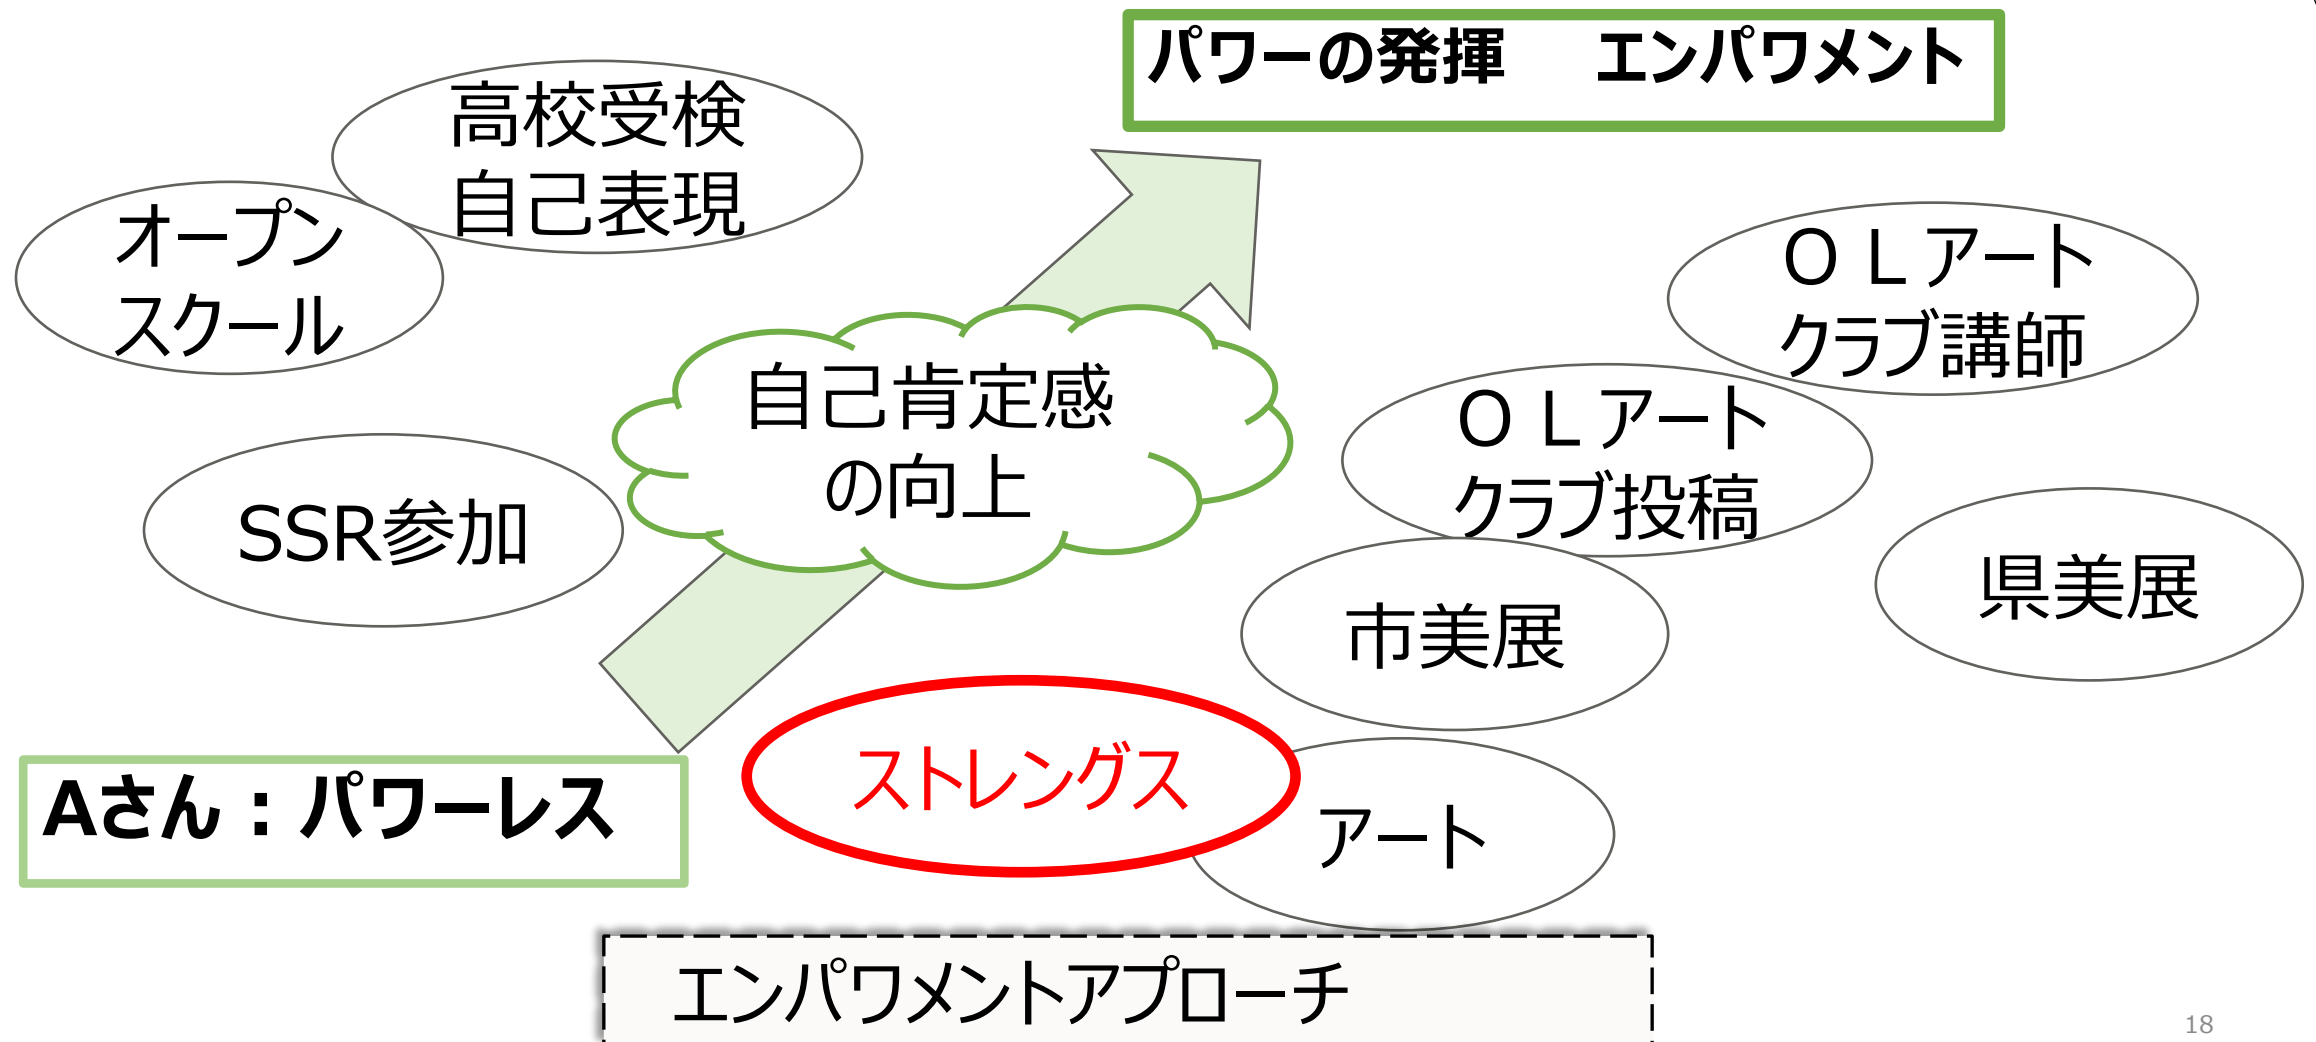 パワーの発揮　エンパワメント
高校受検
自己表現
オープン
スクール
ＯＬアート
クラブ講師
自己肯定感
の向上
ＯＬアート
クラブ投稿
SSR参加
県美展
市美展
ストレングス
Aさん：パワーレス
アート
エンパワメントアプローチ
18